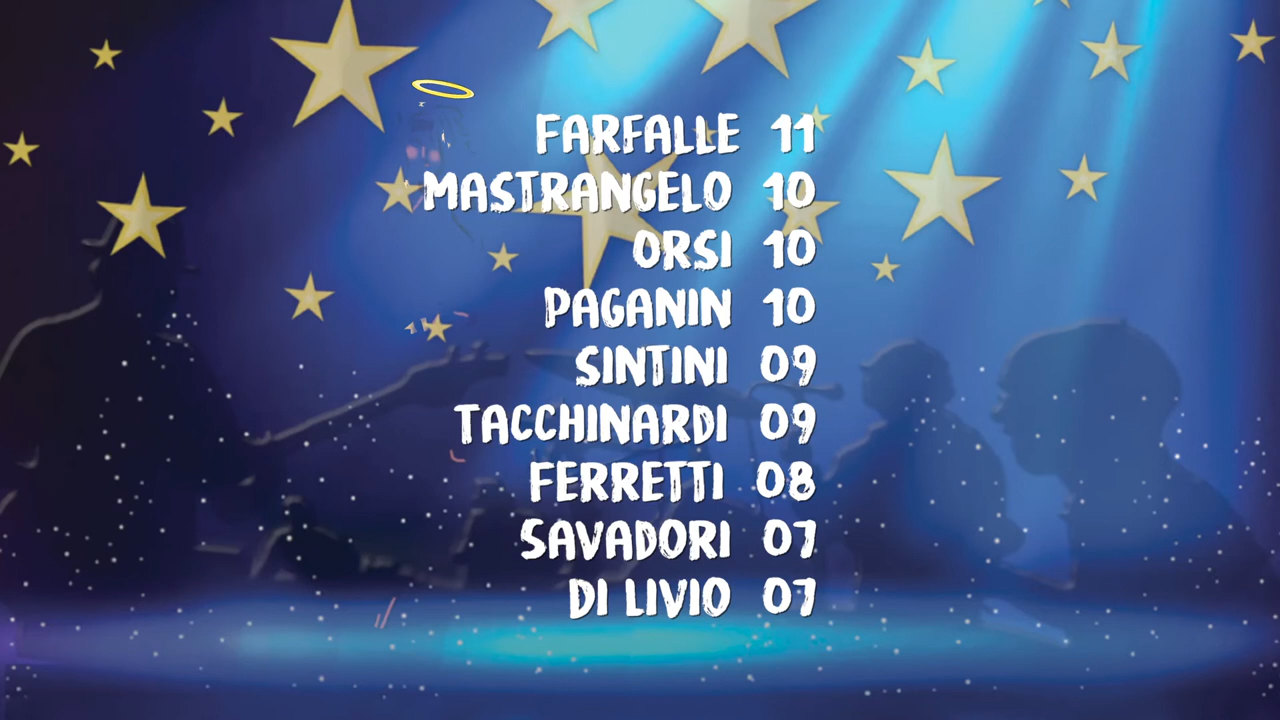 FARFALLE 11
MASTRANGELO 10
ORSI 10
PAGANIN 10
SINTINI 09
TACCHINARDI 09
FERRETTI 08
SAVADORI 07
DI LIVIO 07